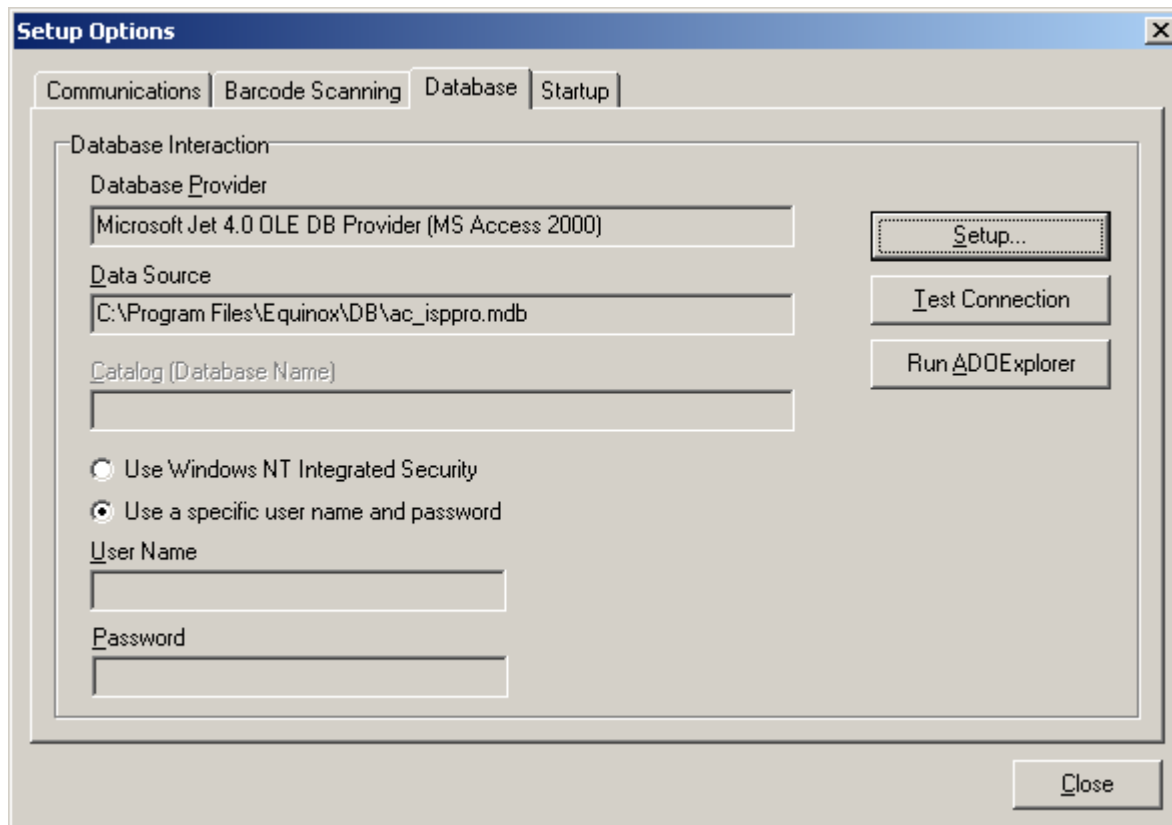 Setup Options
Communications Barcode Scanning Database Startup
Database Interaction
Database Provider
Microsoft Jet 4.0 OLE DB Provider (MS Access 2000)
Setup...
Data Source
C:\Program Files\Equinox\DB\ac_isppro.mdb
Test Connection
Catalog (Database Name)
Run ADOExplorer
Use Windows NT Integrated Security
Use a specific user name and password
User Name
Password
Close